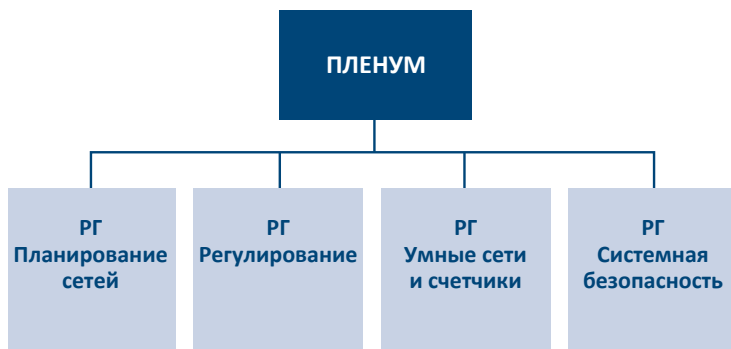 ПЛЕНУМ
РГ
Планирование
сетей
РГ
Регулирование
РГ
Умные сети
и счетчики
РГ
Системная
безопасность